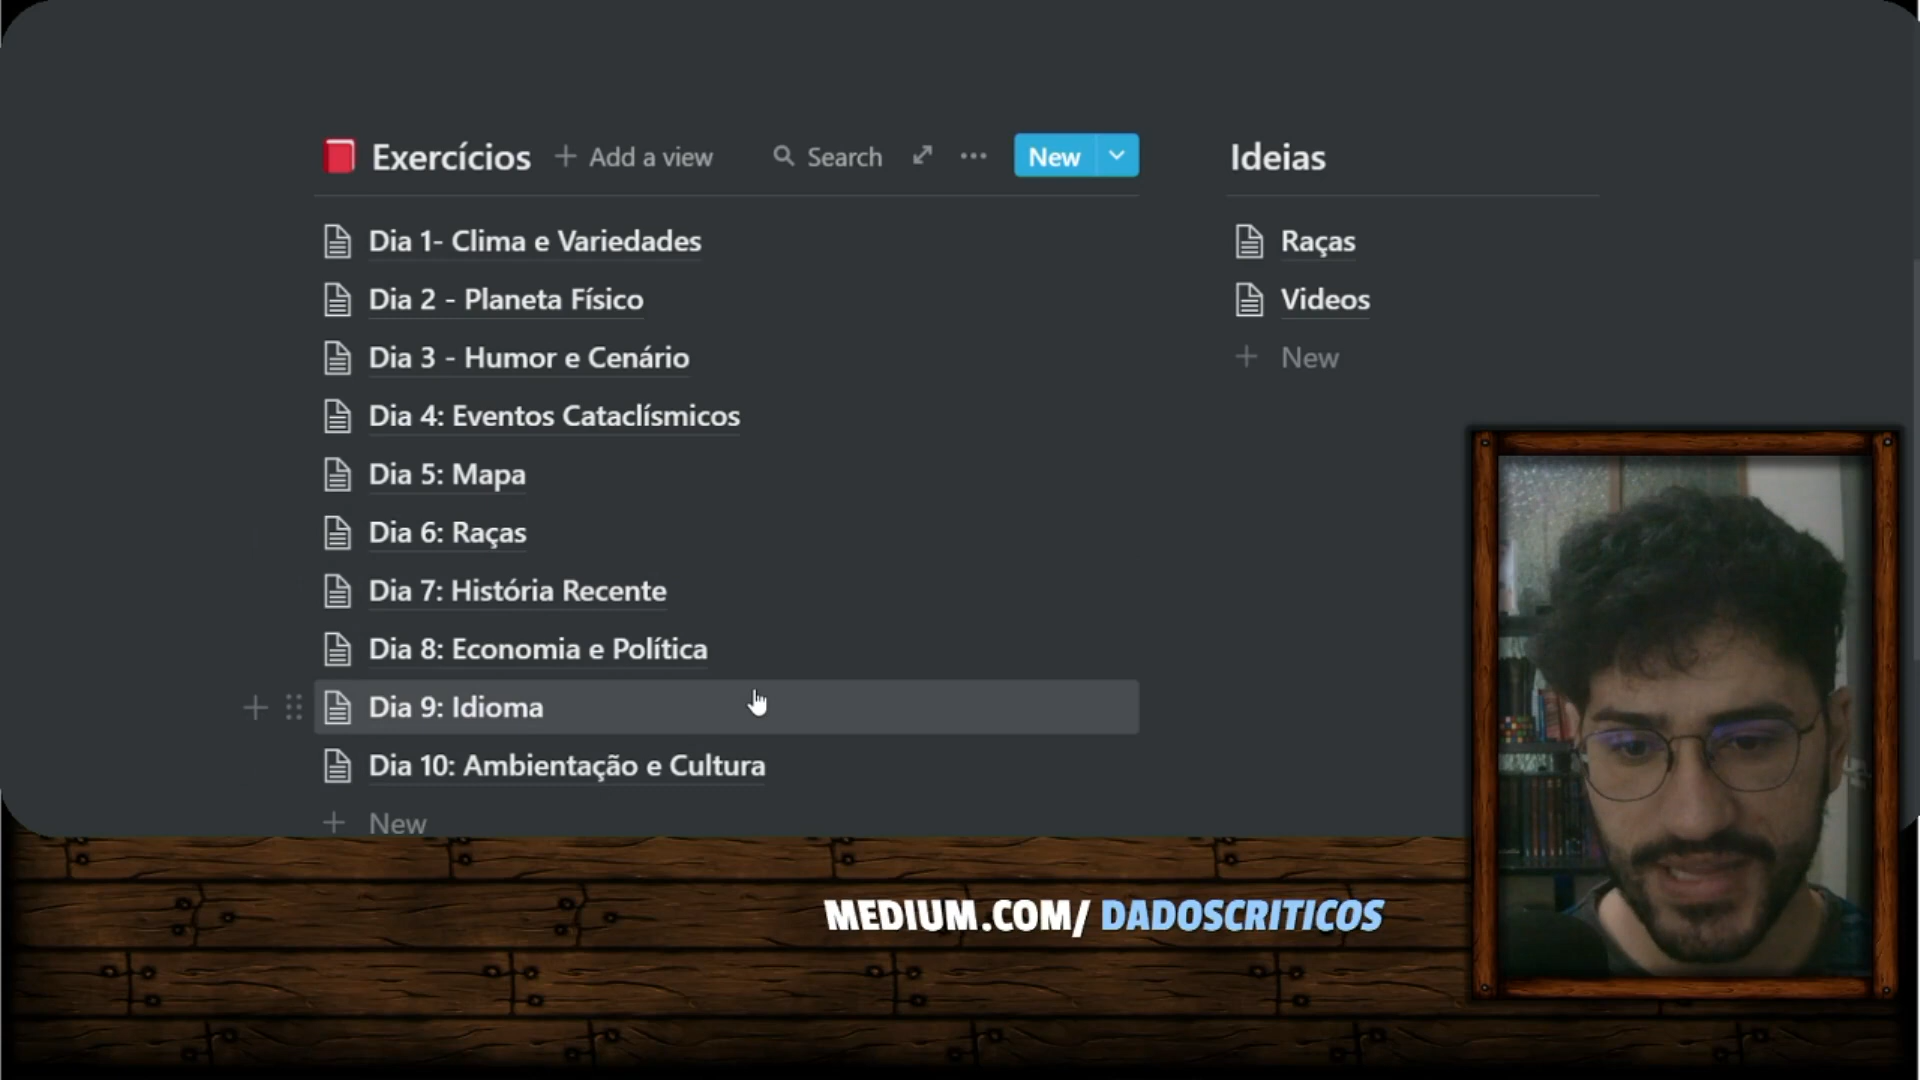 Exercícios
Add a view
Search
New
Dia 1- Clima e Variedades
Dia 2 - Planeta Físico
Dia 3 - Humor e Cenário
Dia 4: Eventos Cataclísmicos
Dia 5: Mapa
Dia 6: Raças
Dia 7: História Recente
Dia 8: Economia e Política
Dia 9: Idioma
Dia 10: Ambientação e Cultura
New
Ideias
Raças
Videos
New
MEDIUM.COM/ DADOSCRITICOS